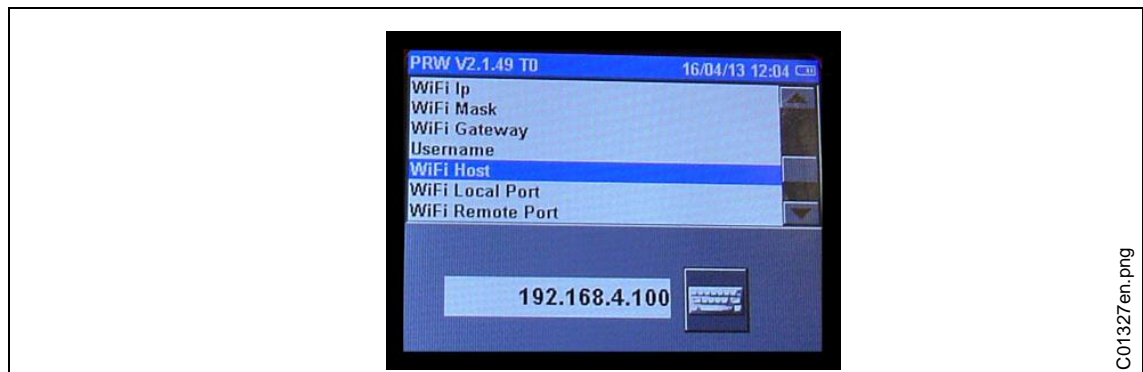 PRW V2.1.49 T0 16/04/13 12:04
WiFi Ip
WiFi Mask
WiFi Gateway
Username
WiFi Host
WiFi Local Port
WiFi Remote Port
192.168.4.100
C01327en.png